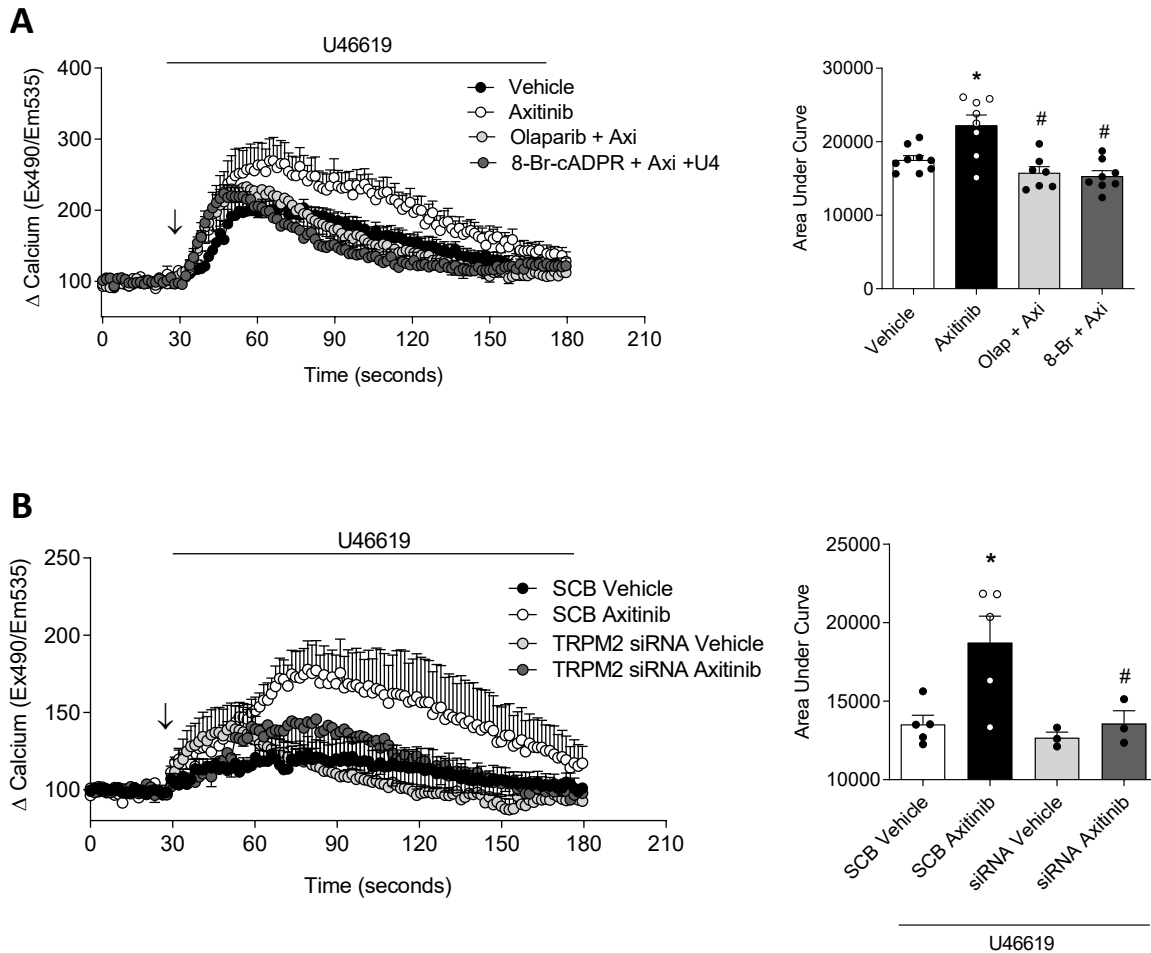 A
U46619
Δ Calcium (Ex490/Em535)
400
300
200
100
0 30 60 90 120 150 180 210
Time (seconds)
Vehicle
Axitinib
Olaparib + Axi
8-Br-cADPR + Axi +U4
↓
Area Under Curve
30000
20000
10000
0
*
#
#
Vehicle
Axitinib
Olap + Axi
8-Br + Axi
B
U46619
Δ Calcium (Ex490/Em535)
250
200
150
100
0 30 60 90 120 150 180 210
Time (seconds)
SCB Vehicle
SCB Axitinib
TRPM2 siRNA Vehicle
TRPM2 siRNA Axitinib
↓
Area Under Curve
25000
20000
15000
10000
*
#
SCB Vehicle
SCB Axitinib
siRNA Vehicle
siRNA Axitinib
U46619